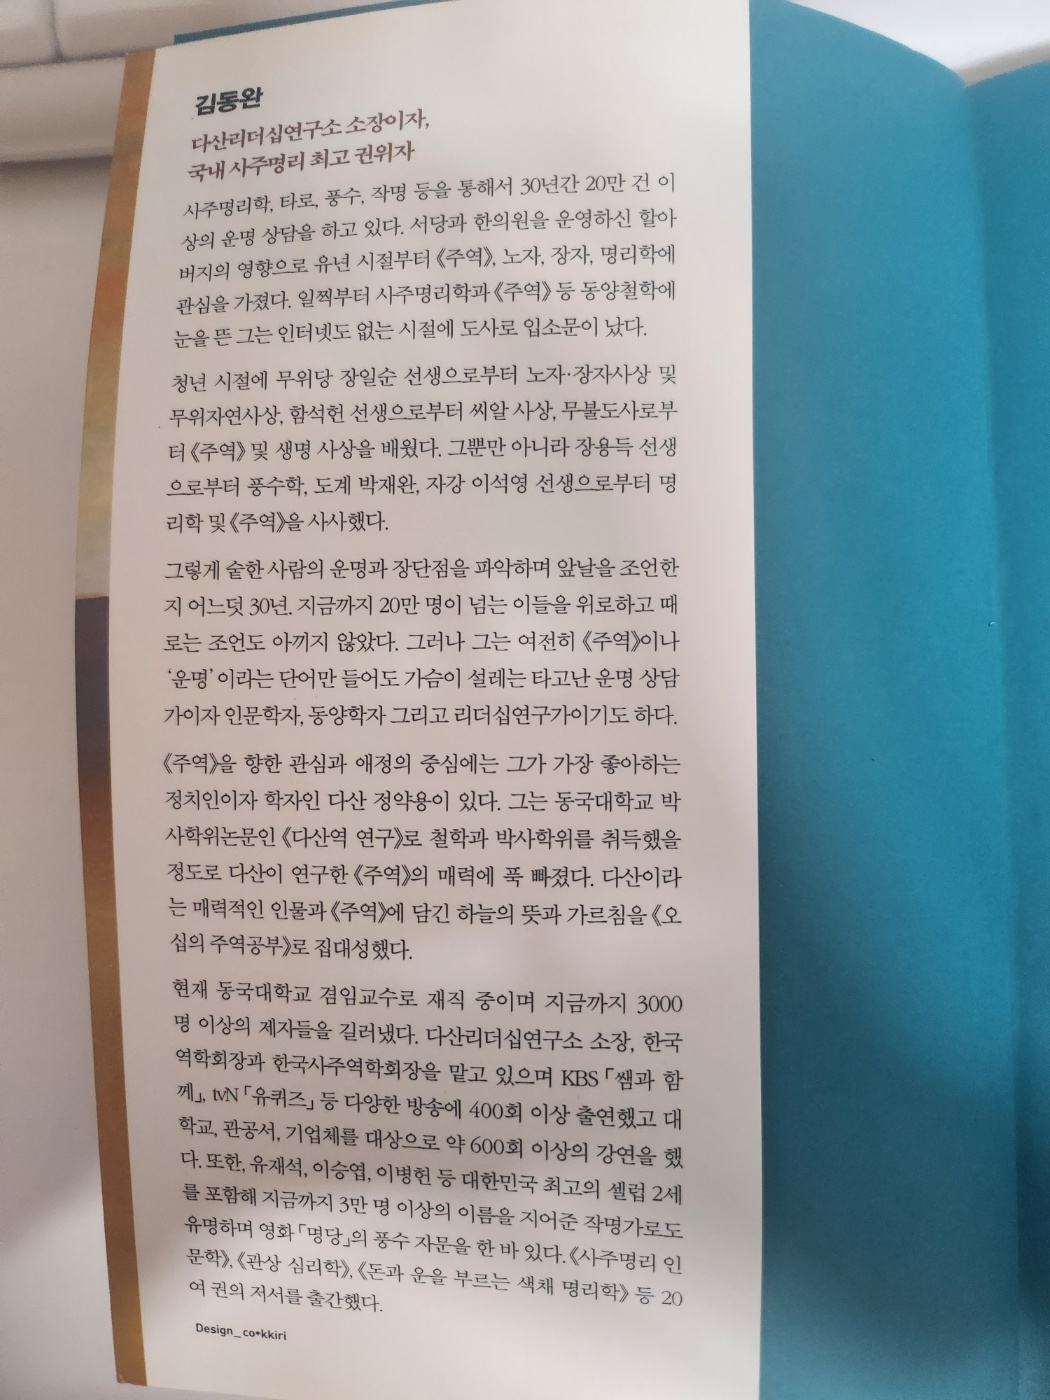 김동완
다산리더십연구소 소장이자,
국내 사주명리 최고 권위자
사주명리학, 타로, 풍수, 작명 등을 통해서 30년간 20만 건 이
상의 운명 상담을 하고 있다. 서당과 한의원을 운영하신 할아
버지의 영향으로 유년 시절부터 《주역》, 노자, 장자, 명리학에
관심을 가졌다. 일찍부터 사주명리학과 《주역》 등 동양철학에
눈을 뜬 그는 인터넷도 없는 시절에 도사로 입소문이 났다.
청년 시절에 무위당 장일순 선생으로부터 노자·장자사상 및
무위자연사상, 함석헌 선생으로부터 씨알 사상, 무불도사로부
터 《주역》 및 생명 사상을 배웠다. 그뿐만 아니라 장용득 선생
으로부터 풍수학, 도계 박재완, 자강 이석영 선생으로부터 명
리학 및 《주역》을 사사했다.
그렇게 숱한 사람의 운명과 장단점을 파악하며 앞날을 조언한
지 어느덧 30년. 지금까지 20만 명이 넘는 이들을 위로하고 때
로는 조언도 아끼지 않았다. 그러나 그는 여전히 《주역》이나
‘운명’이라는 단어만 들어도 가슴이 설레는 타고난 운명 상담
가이자 인문학자, 동양학자 그리고 리더십연구가이기도 하다.
《주역》을 향한 관심과 애정의 중심에는 그가 가장 좋아하는
정치인이자 학자인 다산 정약용이 있다. 그는 동국대학교 박
사학위논문인 《다산역 연구》로 철학과 박사학위를 취득했을
정도로 다산이 연구한 《주역》의 매력에 푹 빠졌다. 다산이라
는 매력적인 인물과 《주역》에 담긴 하늘의 뜻과 가르침을 《오
십의 주역공부》로 집대성했다.
현재 동국대학교 겸임교수로 재직 중이며 지금까지 3000
명 이상의 제자들을 길러냈다. 다산리더십연구소 소장, 한국
역학회장과 한국사주역학회장을 맡고 있으며 KBS 「쌤과 함
께」, tvN 「유퀴즈」 등 다양한 방송에 400회 이상 출연했고 대
학교, 관공서, 기업체를 대상으로 약 600회 이상의 강연을 했
다. 또한, 유재석, 이승엽, 이병헌 등 대한민국 최고의 셀럽 2세
를 포함해 지금까지 3만 명 이상의 이름을 지어준 작명가로도
유명하며 영화 「명당」의 풍수 자문을 한 바 있다. 《사주명리 인
문학》, 《관상 심리학》, 《돈과 운을 부르는 색채 명리학》 등 20
여 권의 저서를 출간했다.
Design_co•kkiri